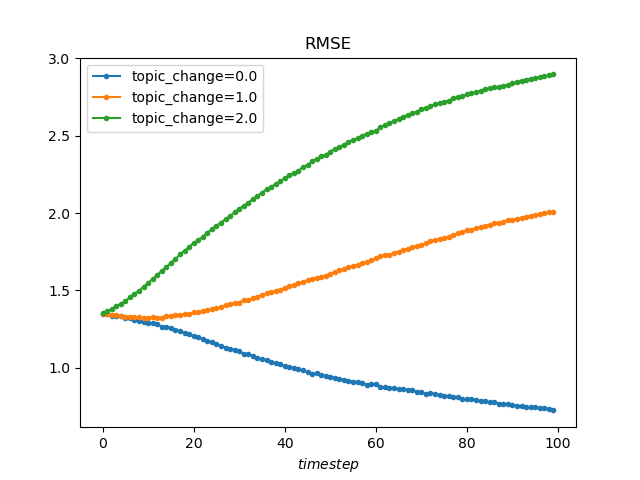 RMSE
topic_change=0.0
topic_change=1.0
topic_change=2.0
3.0
2.5
2.0
1.5
1.0
0 20 40 60 80 100
timestep